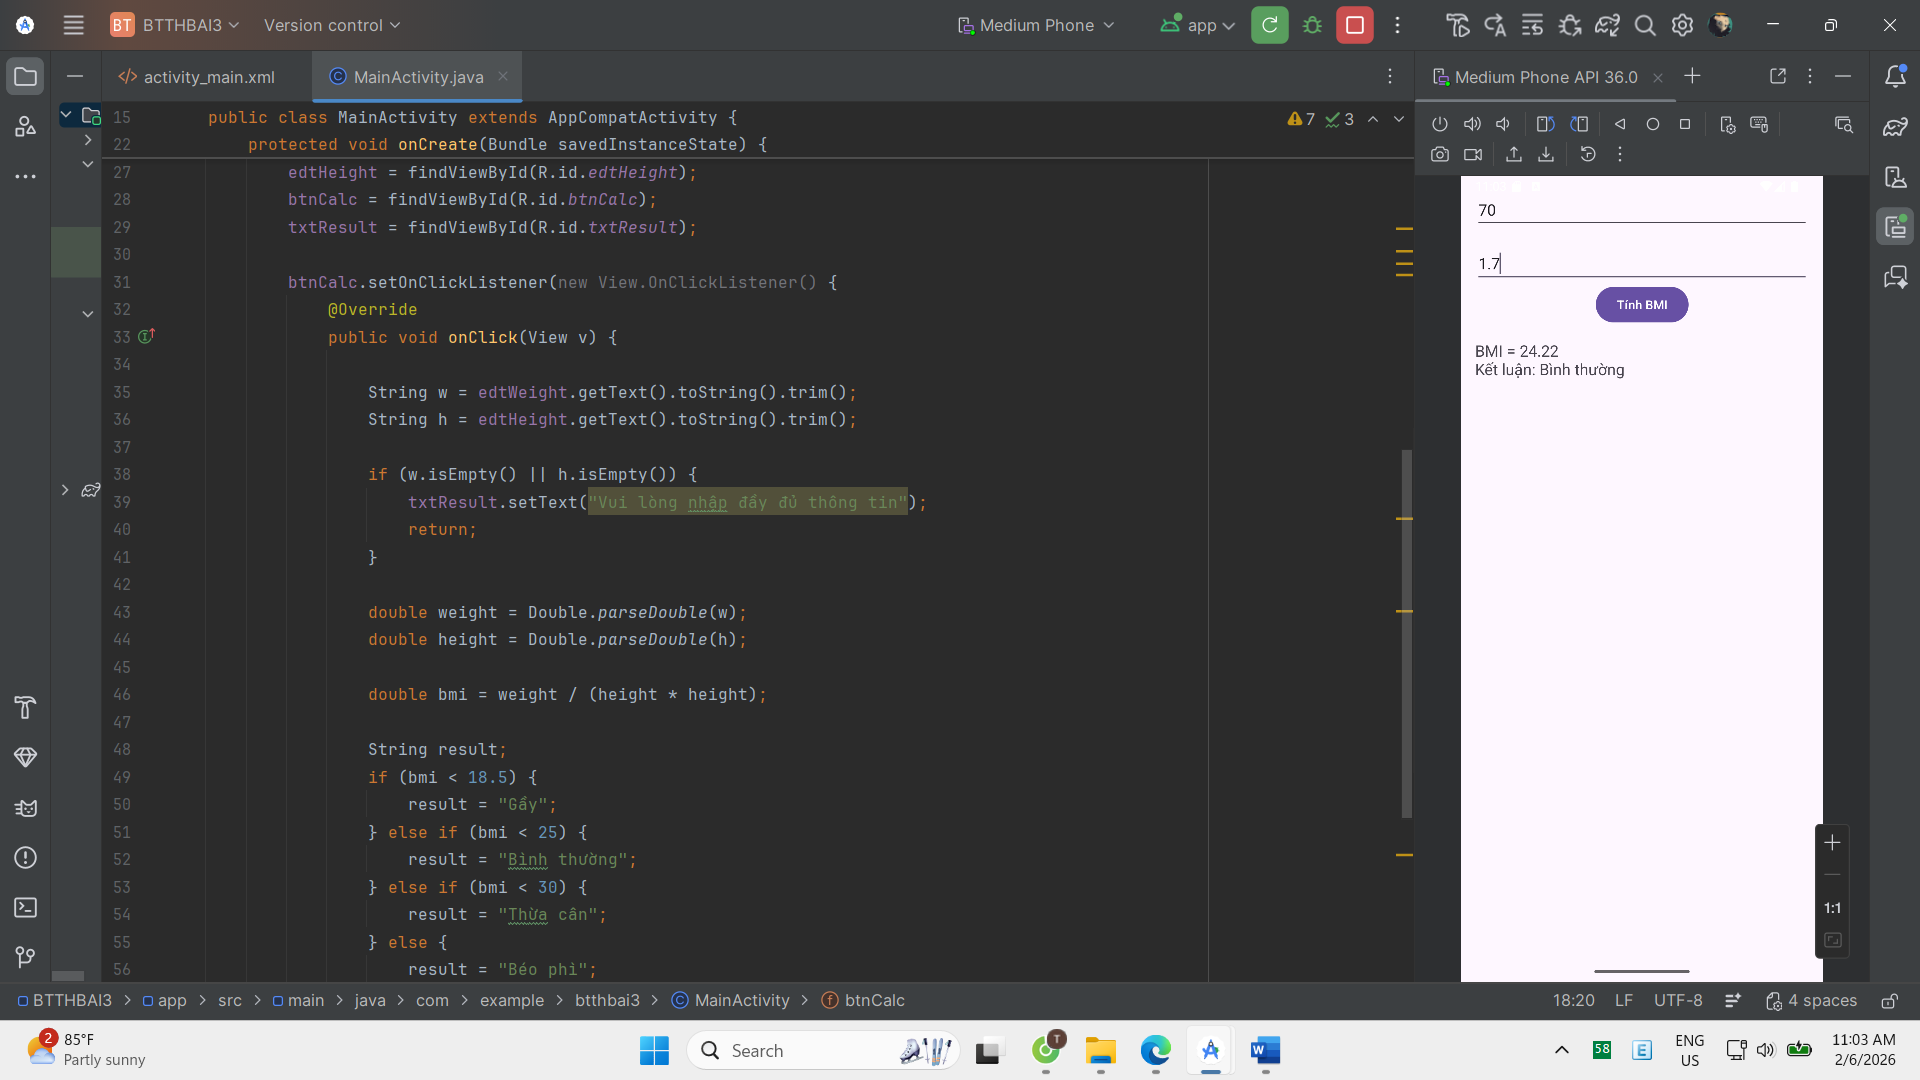 BT BTTHBAI3 Version control Medium Phone app
activity_main.xml MainActivity.java Medium Phone API 36.0
15 public class MainActivity extends AppCompatActivity { 7 3
22 protected void onCreate(Bundle savedInstanceState) {
27 edtHeight = findViewById(R.id.edtHeight);
28 btnCalc = findViewById(R.id.btnCalc);
29 txtResult = findViewById(R.id.txtResult);
30
31 btnCalc.setOnClickListener(new View.OnClickListener() {
32 @Override
33 public void onClick(View v) {
34
35 String w = edtWeight.getText().toString().trim();
36 String h = edtHeight.getText().toString().trim();
37
38 if (w.isEmpty() || h.isEmpty()) {
39 txtResult.setText("Vui lòng nhập đầy đủ thông tin");
40 return;
41 }
42
43 double weight = Double.parseDouble(w);
44 double height = Double.parseDouble(h);
45
46 double bmi = weight / (height * height);
47
48 String result;
49 if (bmi < 18.5) {
50 result = "Gầy";
51 } else if (bmi < 25) {
52 result = "Bình thường";
53 } else if (bmi < 30) {
54 result = "Thừa cân";
55 } else {
56 result = "Béo phì";
70
1.7
Tính BMI
BMI = 24.22
Kết luận: Bình thường
1:1
BTTHBAI3 > app > src > main > java > com > example > btthbai3 > MainActivity > btnCalc 18:20 LF UTF-8 4 spaces
2 85°F
Partly sunny
Search
T
58
ENG
US
11:03 AM
2/6/2026